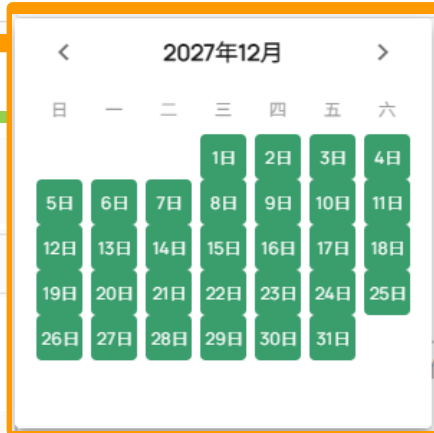 2027年12月
日 一 二 三 四 五 六
1日 2日 3日 4日
5日 6日 7日 8日 9日 10日 11日
12日 13日 14日 15日 16日 17日 18日
19日 20日 21日 22日 23日 24日 25日
26日 27日 28日 29日 30日 31日